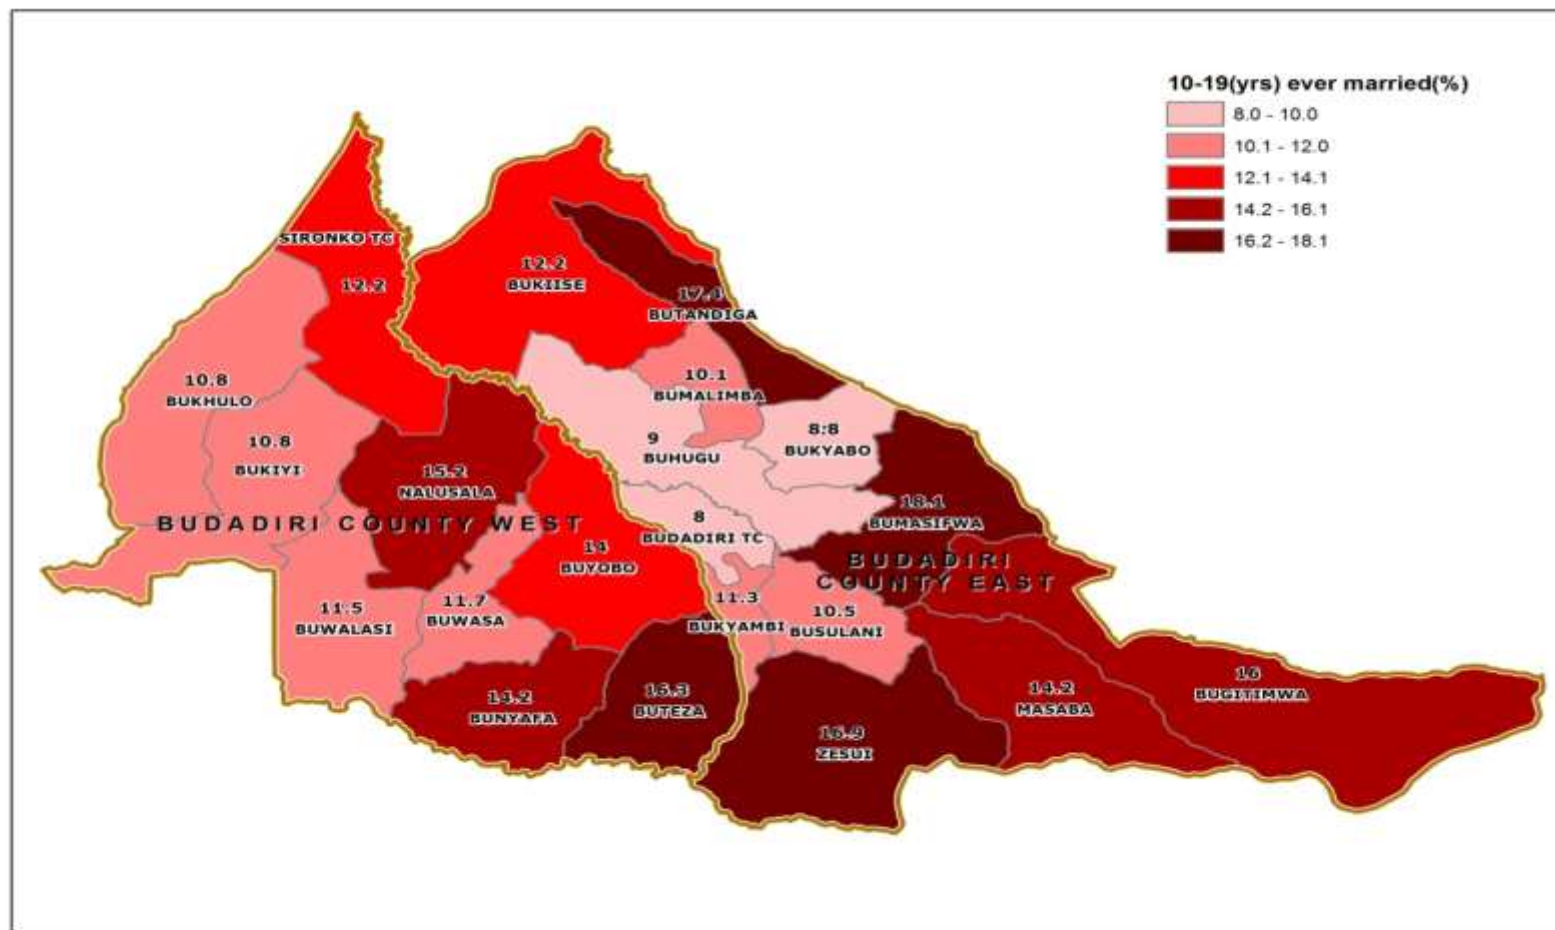 10-19(yrs) ever married(%)
8.0 - 10.0
10.1 - 12.0
12.1 - 14.1
14.2 - 16.1
16.2 - 18.1
SIRONKO TC
12.2
12.2
BUKIISE
17.4
BUTANDIGA
10.8
BUKHULO
10.1
BUMALIMBA
10.8
BUKIYI
9
BUHUGU
8.8
BUKYABO
15.2
NALUSALA
18.1
BUMASIFWA
BUDADIRI COUNTY WEST
8
BUDADIRI TC
14
BUYOBO
BUDADIRI
COUNTY EAST
11.5
BUWALASI
11.7
BUWASA
11.3
BUKYAMBI
10.5
BUSULANI
14.2
BUNYAFA
16.3
BUTEZA
16.9
ZESUI
14.2
MASABA
16
BUGITIMWA